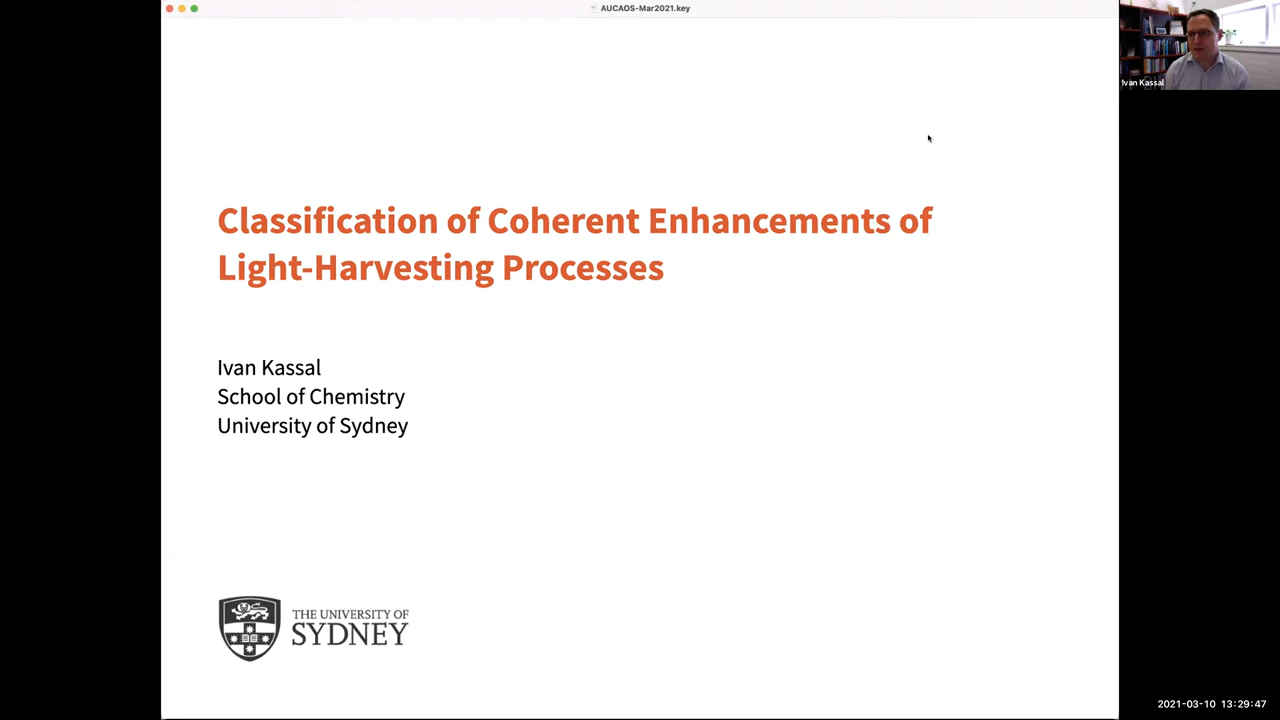 AUCAOS-Mar2021.key
Ivan Kassal
Classification of Coherent Enhancements of
Light-Harvesting Processes
Ivan Kassal
School of Chemistry
University of Sydney
THE UNIVERSITY OF
SYDNEY
2021-03-10 13:29:47